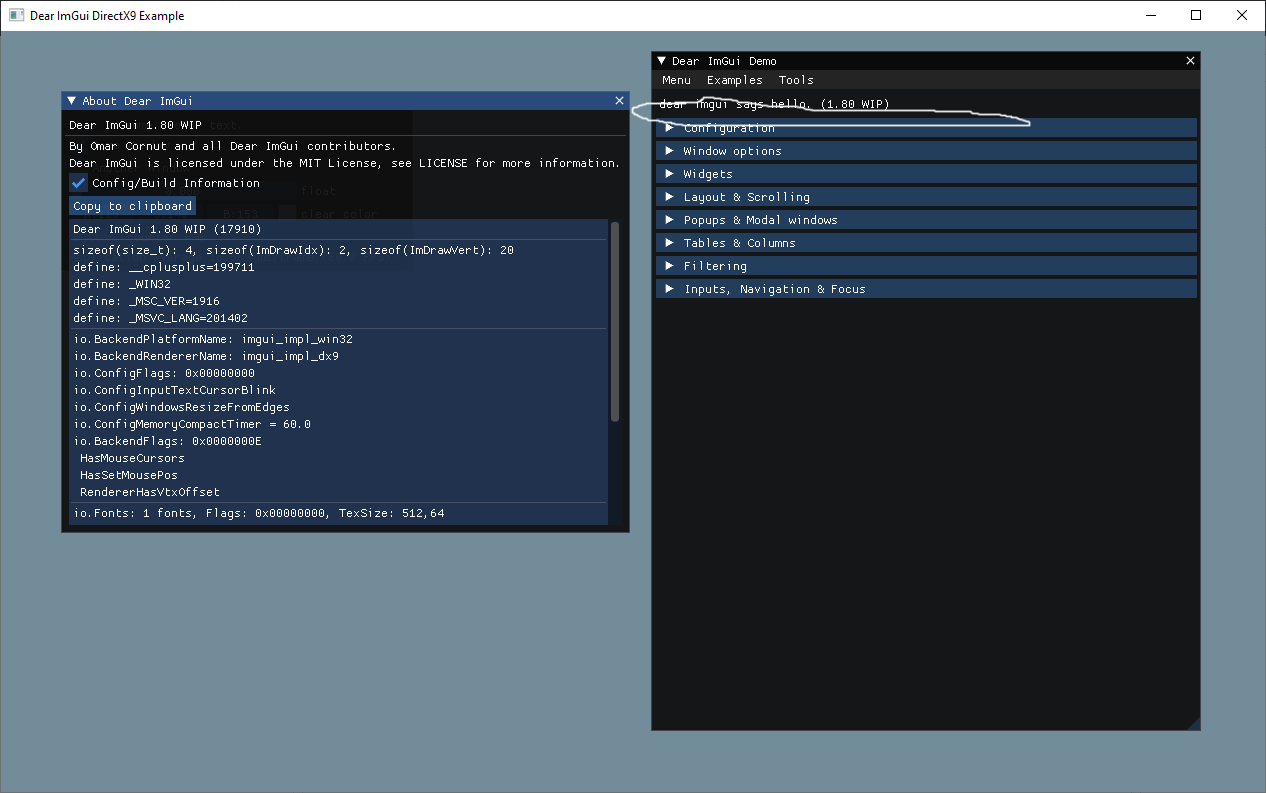 Dear ImGui DirectX9 Example
About Dear ImGui
Dear ImGui 1.80 WIP
By Omar Cornut and all Dear ImGui contributors.
Dear ImGui is licensed under the MIT License, see LICENSE for more information.
Config/Build Information
float
Copy to clipboard
clear color
Dear ImGui 1.80 WIP (17910)
sizeof(size_t): 4, sizeof(ImDrawIdx): 2, sizeof(ImDrawVert): 20
define: __cplusplus=199711
define: _WIN32
define: _MSC_VER=1916
define: _MSVC_LANG=201402
io.BackendPlatformName: imgui_impl_win32
io.BackendRendererName: imgui_impl_dx9
io.ConfigFlags: 0x00000000
io.ConfigInputTextCursorBlink
io.ConfigWindowsResizeFromEdges
io.ConfigMemoryCompactTimer = 60.0
io.BackendFlags: 0x0000000E
HasMouseCursors
HasSetMousePos
RendererHasVtxOffset
io.Fonts: 1 fonts, Flags: 0x00000000, TexSize: 512,64
Dear ImGui Demo
Menu Examples Tools
dear imgui says hello. (1.80 WIP)
Configuration
Window options
Widgets
Layout & Scrolling
Popups & Modal windows
Tables & Columns
Filtering
Inputs, Navigation & Focus